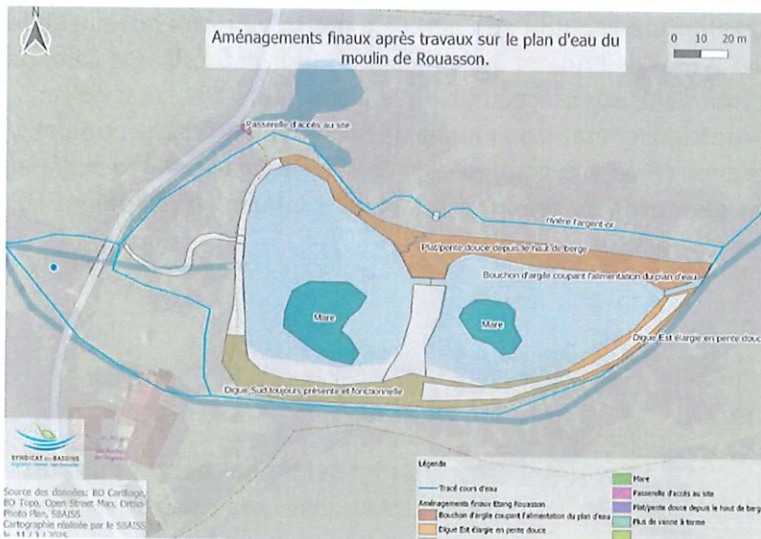 N
Aménagements finaux après travaux sur le plan d'eau du
moulin de Rouasson.
0 10 20 m
Passerelle d'accès au site
rivière l'argent-or
Plat/pente douce depuis le haut de berge
Bouchon d'argile coupant l'alimentation du plan d'eau
Mare
Mare
Digue Est élargie en pente douc
Digue Sud toujours présente et fonctionnelle
SYNDICAT DES BASSINS
Source des données: BD Carthage,
BD Topo, Open Street Map, Ortho
Photo Plan, SBAISS
Cartographie réalisée par le SBAISS
le 11 / 3 / 2025
Légende
Tracé cours d'eau
Aménagements finaux Etang Rouasson
Bouchon d'argile coupant l'alimentation du plan d'eau
Digue Est élargie en pente douce
Mare
Passerelle d'accès au site
Plat/pente douce depuis le haut de berge
Plus de vanne à terme